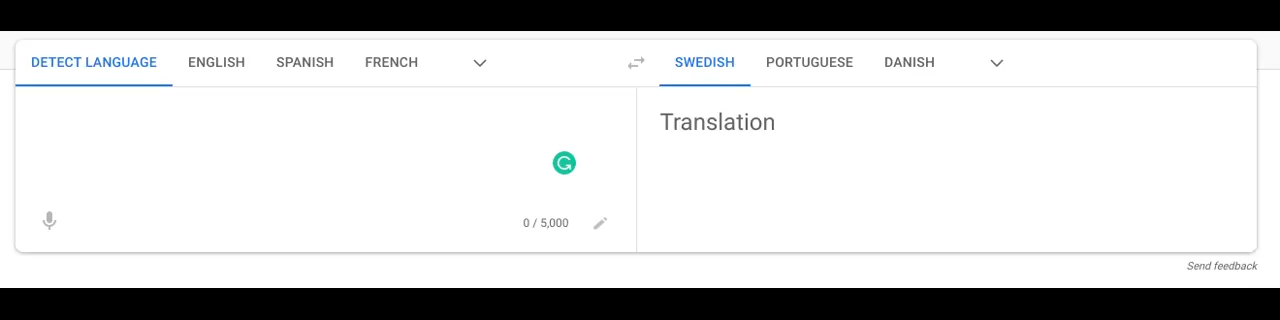 DETECT LANGUAGE ENGLISH SPANISH FRENCH SWEDISH PORTUGUESE DANISH
Translation
0 / 5,000
Send feedback